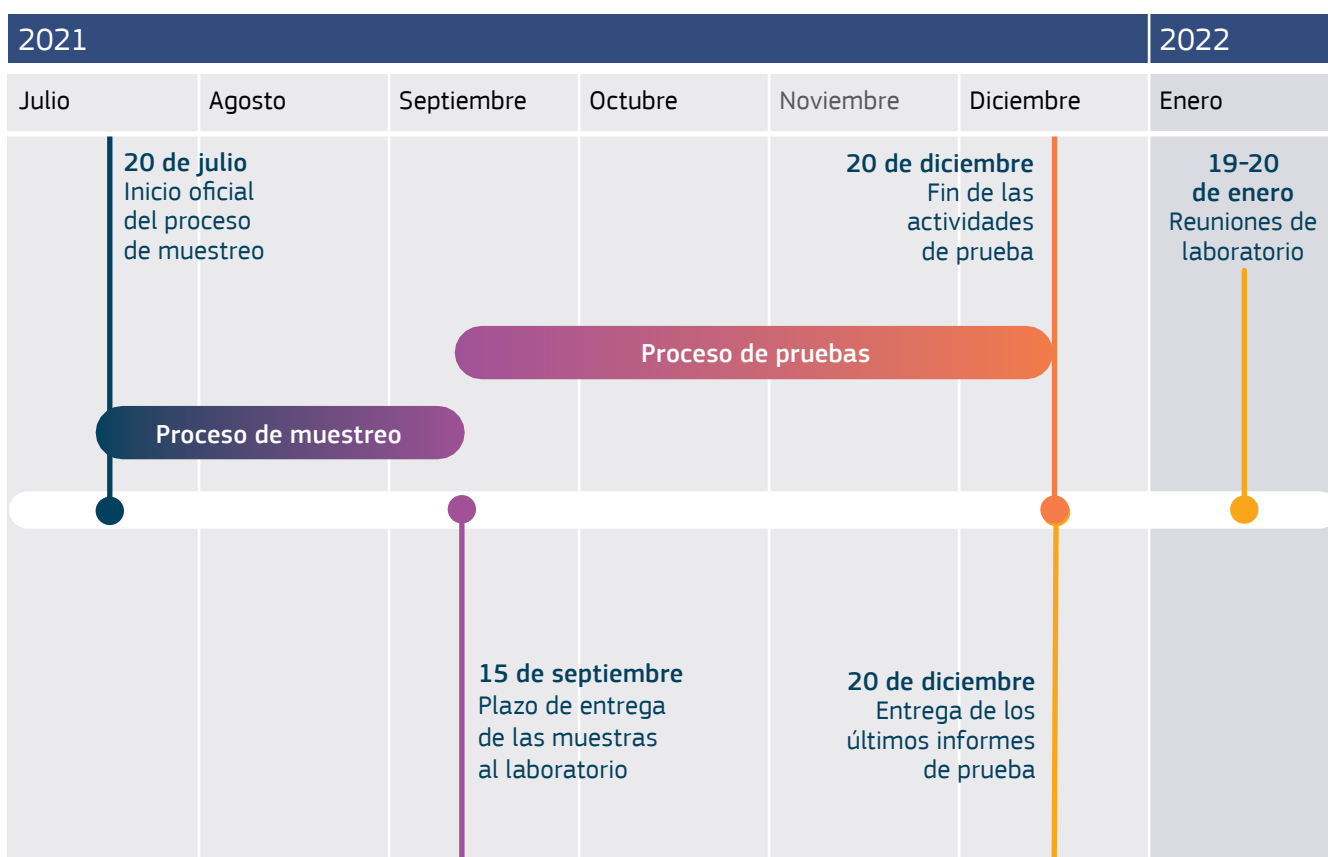 2021
2022
Julio
Agosto
Septiembre
Octubre
Noviembre
Diciembre
Enero
20 de julio
Inicio oficial
del proceso
de muestreo
20 de diciembre
Fin de las
actividades
de prueba
19-20
de enero
Reuniones de
laboratorio
Proceso de pruebas
Proceso de muestreo
15 de septiembre
Plazo de entrega
de las muestras
al laboratorio
20 de diciembre
Entrega de los
últimos informes
de prueba